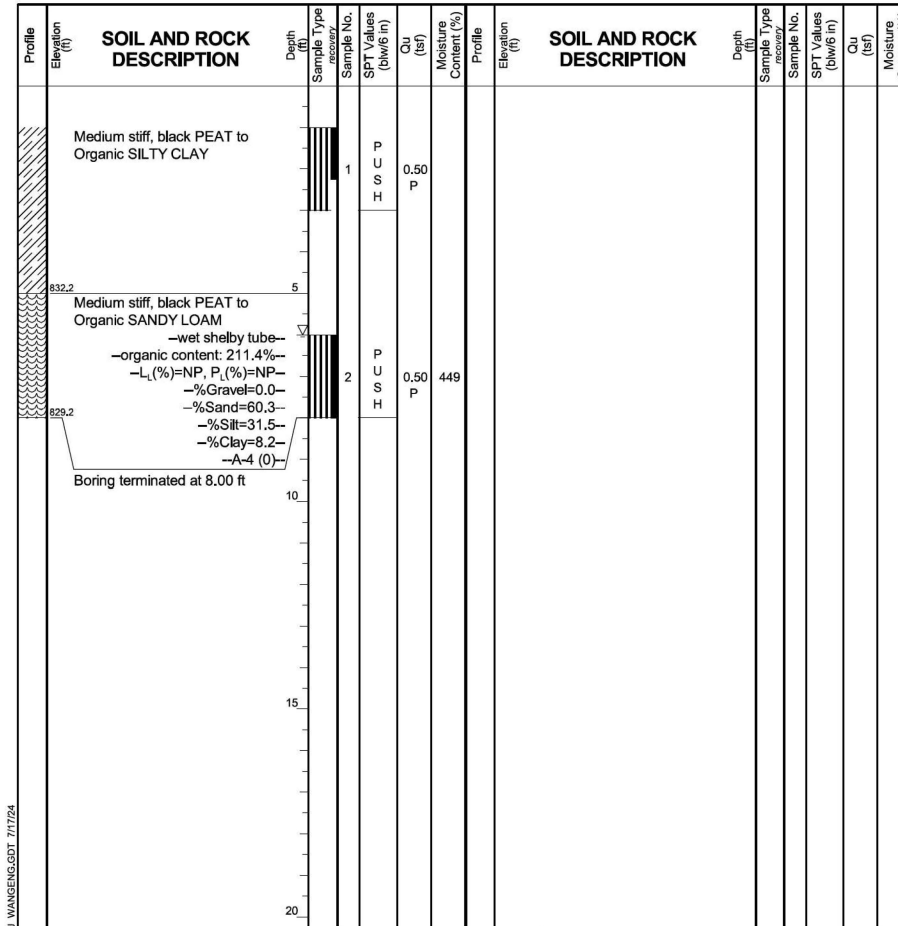 Profile
Elevation (ft)
SOIL AND ROCK
DESCRIPTION
Depth (ft)
Sample Type
recovery
Sample No.
SPT Values
(blw/6 in)
Qu
(tsf)
Moisture
Content (%)
Profile
Elevation (ft)
SOIL AND ROCK
DESCRIPTION
Depth (ft)
Sample Type
recovery
Sample No.
SPT Values
(blw/6 in)
Qu
(tsf)
Moisture
Medium stiff, black PEAT to
Organic SILTY CLAY
1
PUSH
0.50
P
832.2
5
Medium stiff, black PEAT to
Organic SANDY LOAM
--wet shelby tube--
--organic content: 211.4%--
--LL(%)=NP, PL(%)=NP--
--%Gravel=0.0--
--%Sand=60.3--
--%Silt=31.5--
--%Clay=8.2--
--A-4 (0)--
2
PUSH
0.50
P
449
829.2
Boring terminated at 8.00 ft
10
15
20
WANGENG.GDT 7/17/24